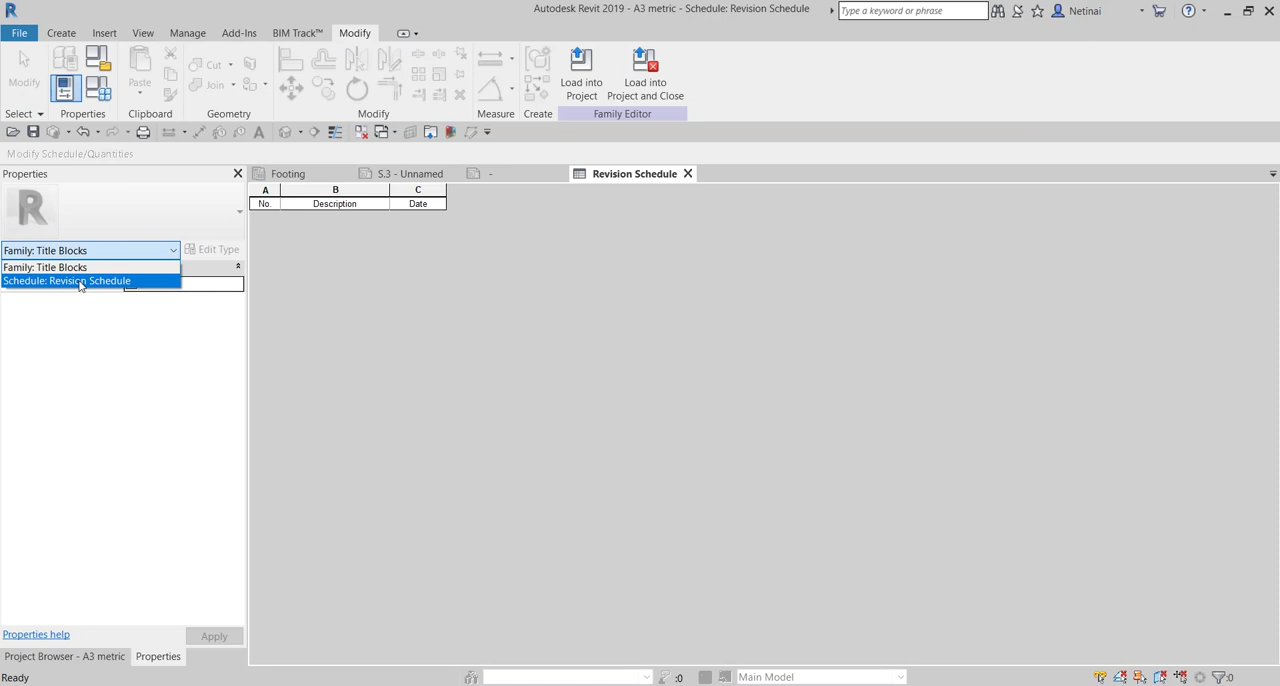 Autodesk Revit 2019 - A3 metric - Schedule: Revision Schedule
Type a keyword or phrase
Netinai
File Create Insert View Manage Add-Ins BIM Track™ Modify
Modify
Paste
Cut
Join
Load into Project
Load into Project and Close
Select Properties Clipboard Geometry Modify Measure Create Family Editor
Modify Schedule/Quantities
Properties
Footing
S.3 - Unnamed
-
Revision Schedule
A B C
No. Description Date
Family: Title Blocks
Edit Type
Family: Title Blocks
Schedule: Revision Schedule
Properties help
Apply
Project Browser - A3 metric
Properties
Ready
:0
Main Model
:0